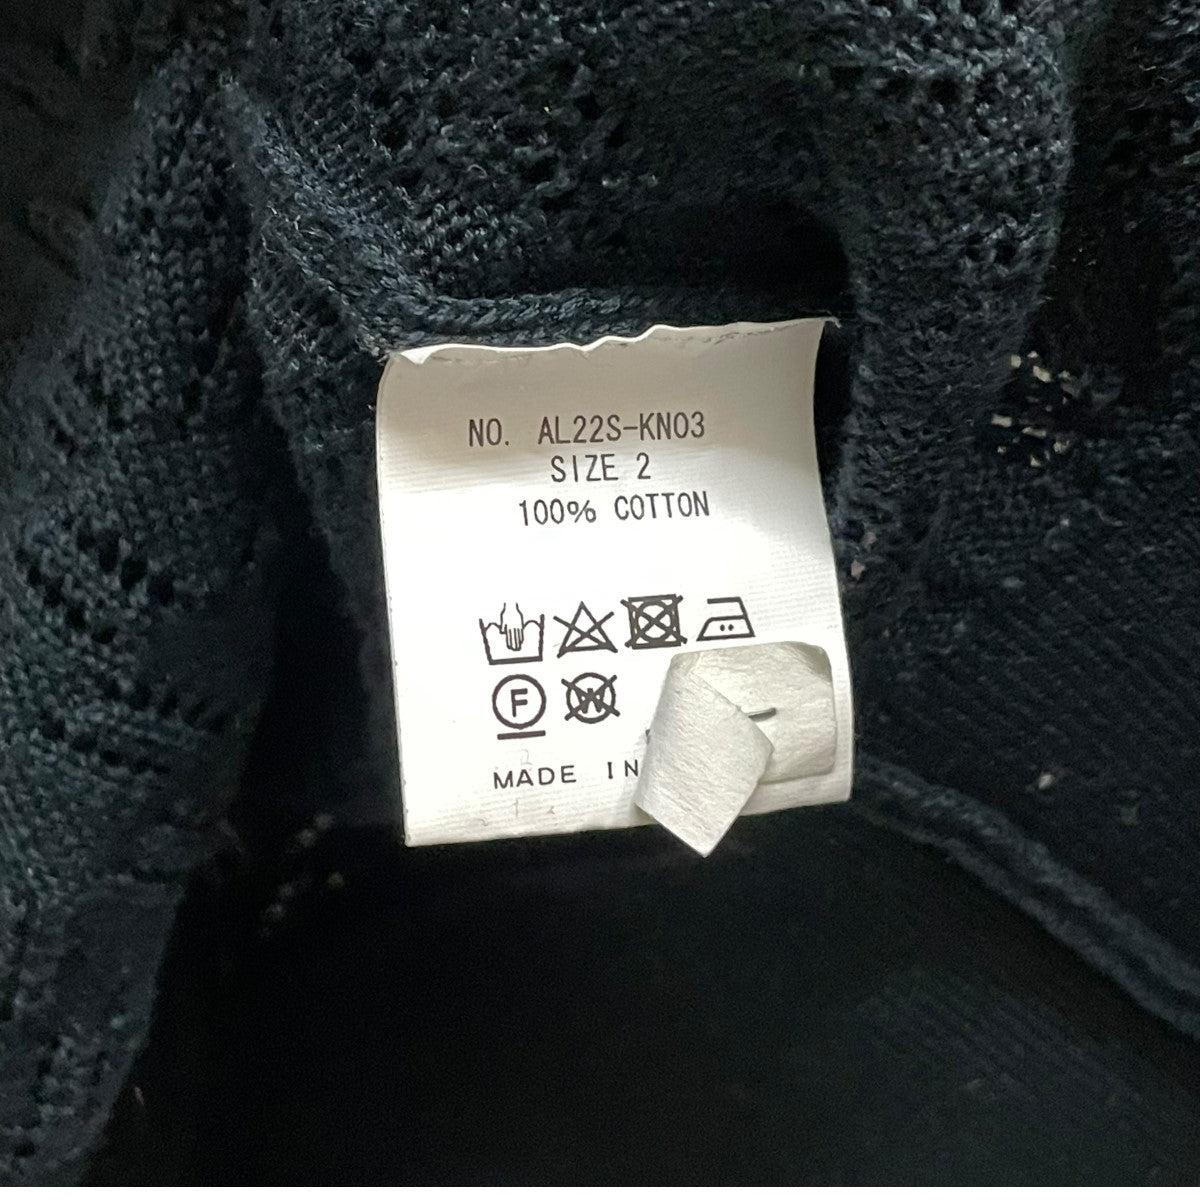 NO. AL22S-KN03
SIZE 2
100% COTTON
F W
MADE IN